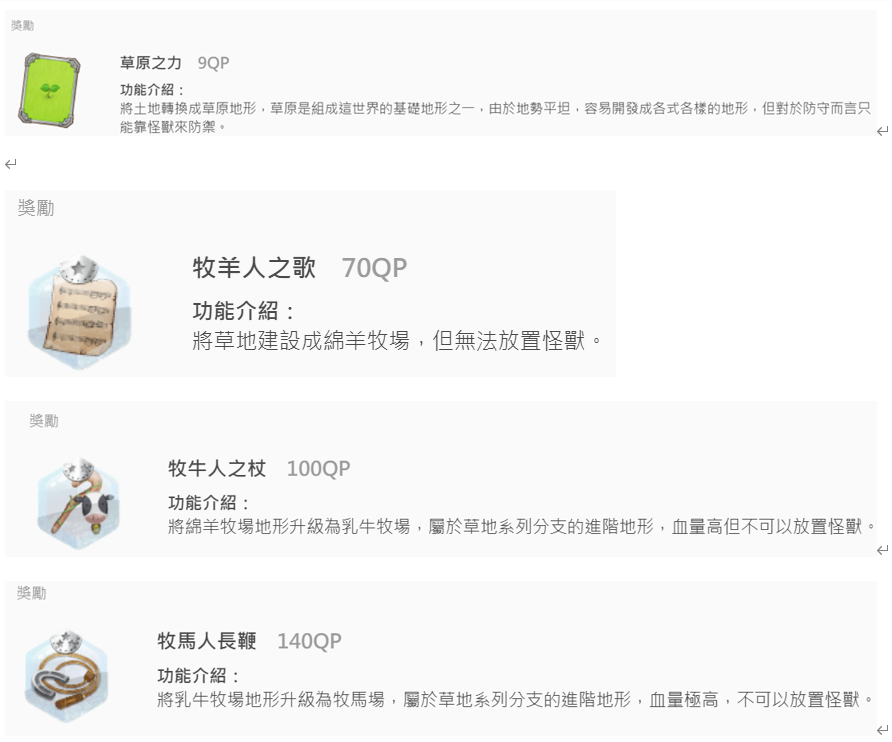 獎勵
草原之力 9QP
功能介紹：
將土地轉換成草原地形，草原是組成這世界的基礎地形之一，由於地勢平坦，容易開發成各式各樣的地形，但對於防守而言只
能靠怪獸來防禦。
獎勵
牧羊人之歌 70QP
功能介紹：
將草地建設成綿羊牧場，但無法放置怪獸。
獎勵
牧牛人之杖 100QP
功能介紹：
將綿羊牧場地形升級為乳牛牧場，屬於草地系列分支的進階地形，血量高但不可以放置怪獸。
獎勵
牧馬人長鞭 140QP
功能介紹：
將乳牛牧場地形升級為牧馬場，屬於草地系列分支的進階地形，血量極高，不可以放置怪獸。